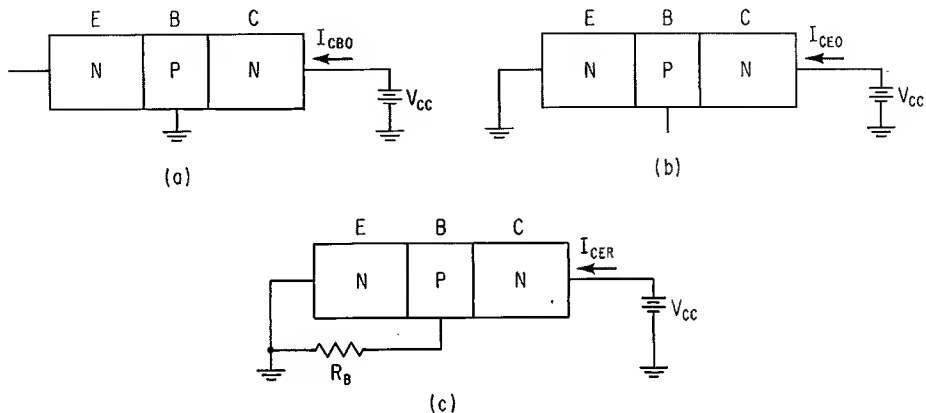 E B C
N P N
I_CBO
V_CC
(a)
E B C
N P N
I_CEO
V_CC
(b)
E B C
N P N
I_CER
V_CC
R_B
(c)